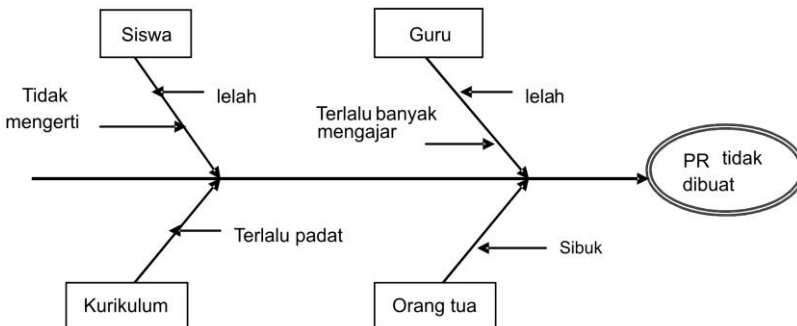 Siswa
Guru
Tidak
mengerti
lelah
Terlalu banyak
mengajar
lelah
PR tidak
dibuat
Terlalu padat
Sibuk
Kurikulum
Orang tua